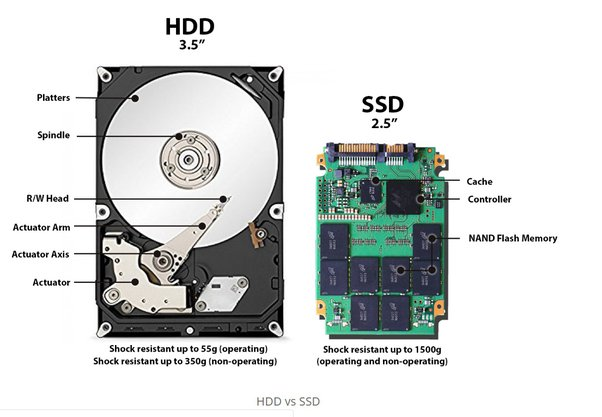 HDD
3.5”
Platters
Spindle
R/W Head
Actuator Arm
Actuator Axis
Actuator
Shock resistant up to 55g (operating)
Shock resistant up to 350g (non-operating)
SSD
2.5”
Cache
Controller
NAND Flash Memory
Shock resistant up to 1500g
(operating and non-operating)
HDD vs SSD